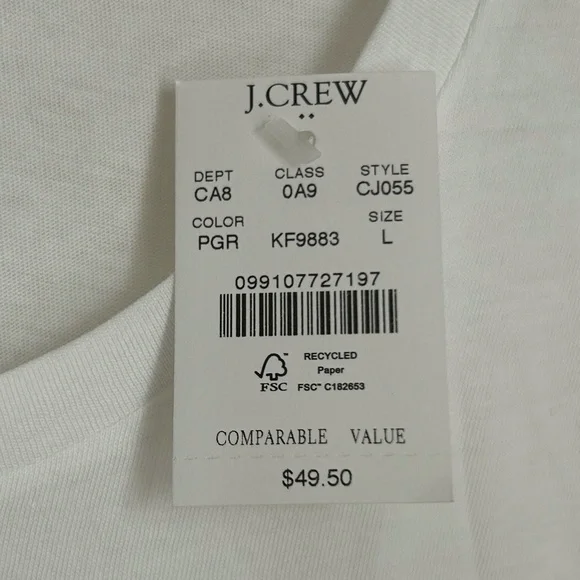 J.CREW
DEPT CLASS STYLE
CA8 0A9 CJ055
COLOR SIZE
PGR KF9883 L
099107727197
RECYCLED
Paper
FSC FSC™ C182653
COMPARABLE VALUE
$49.50